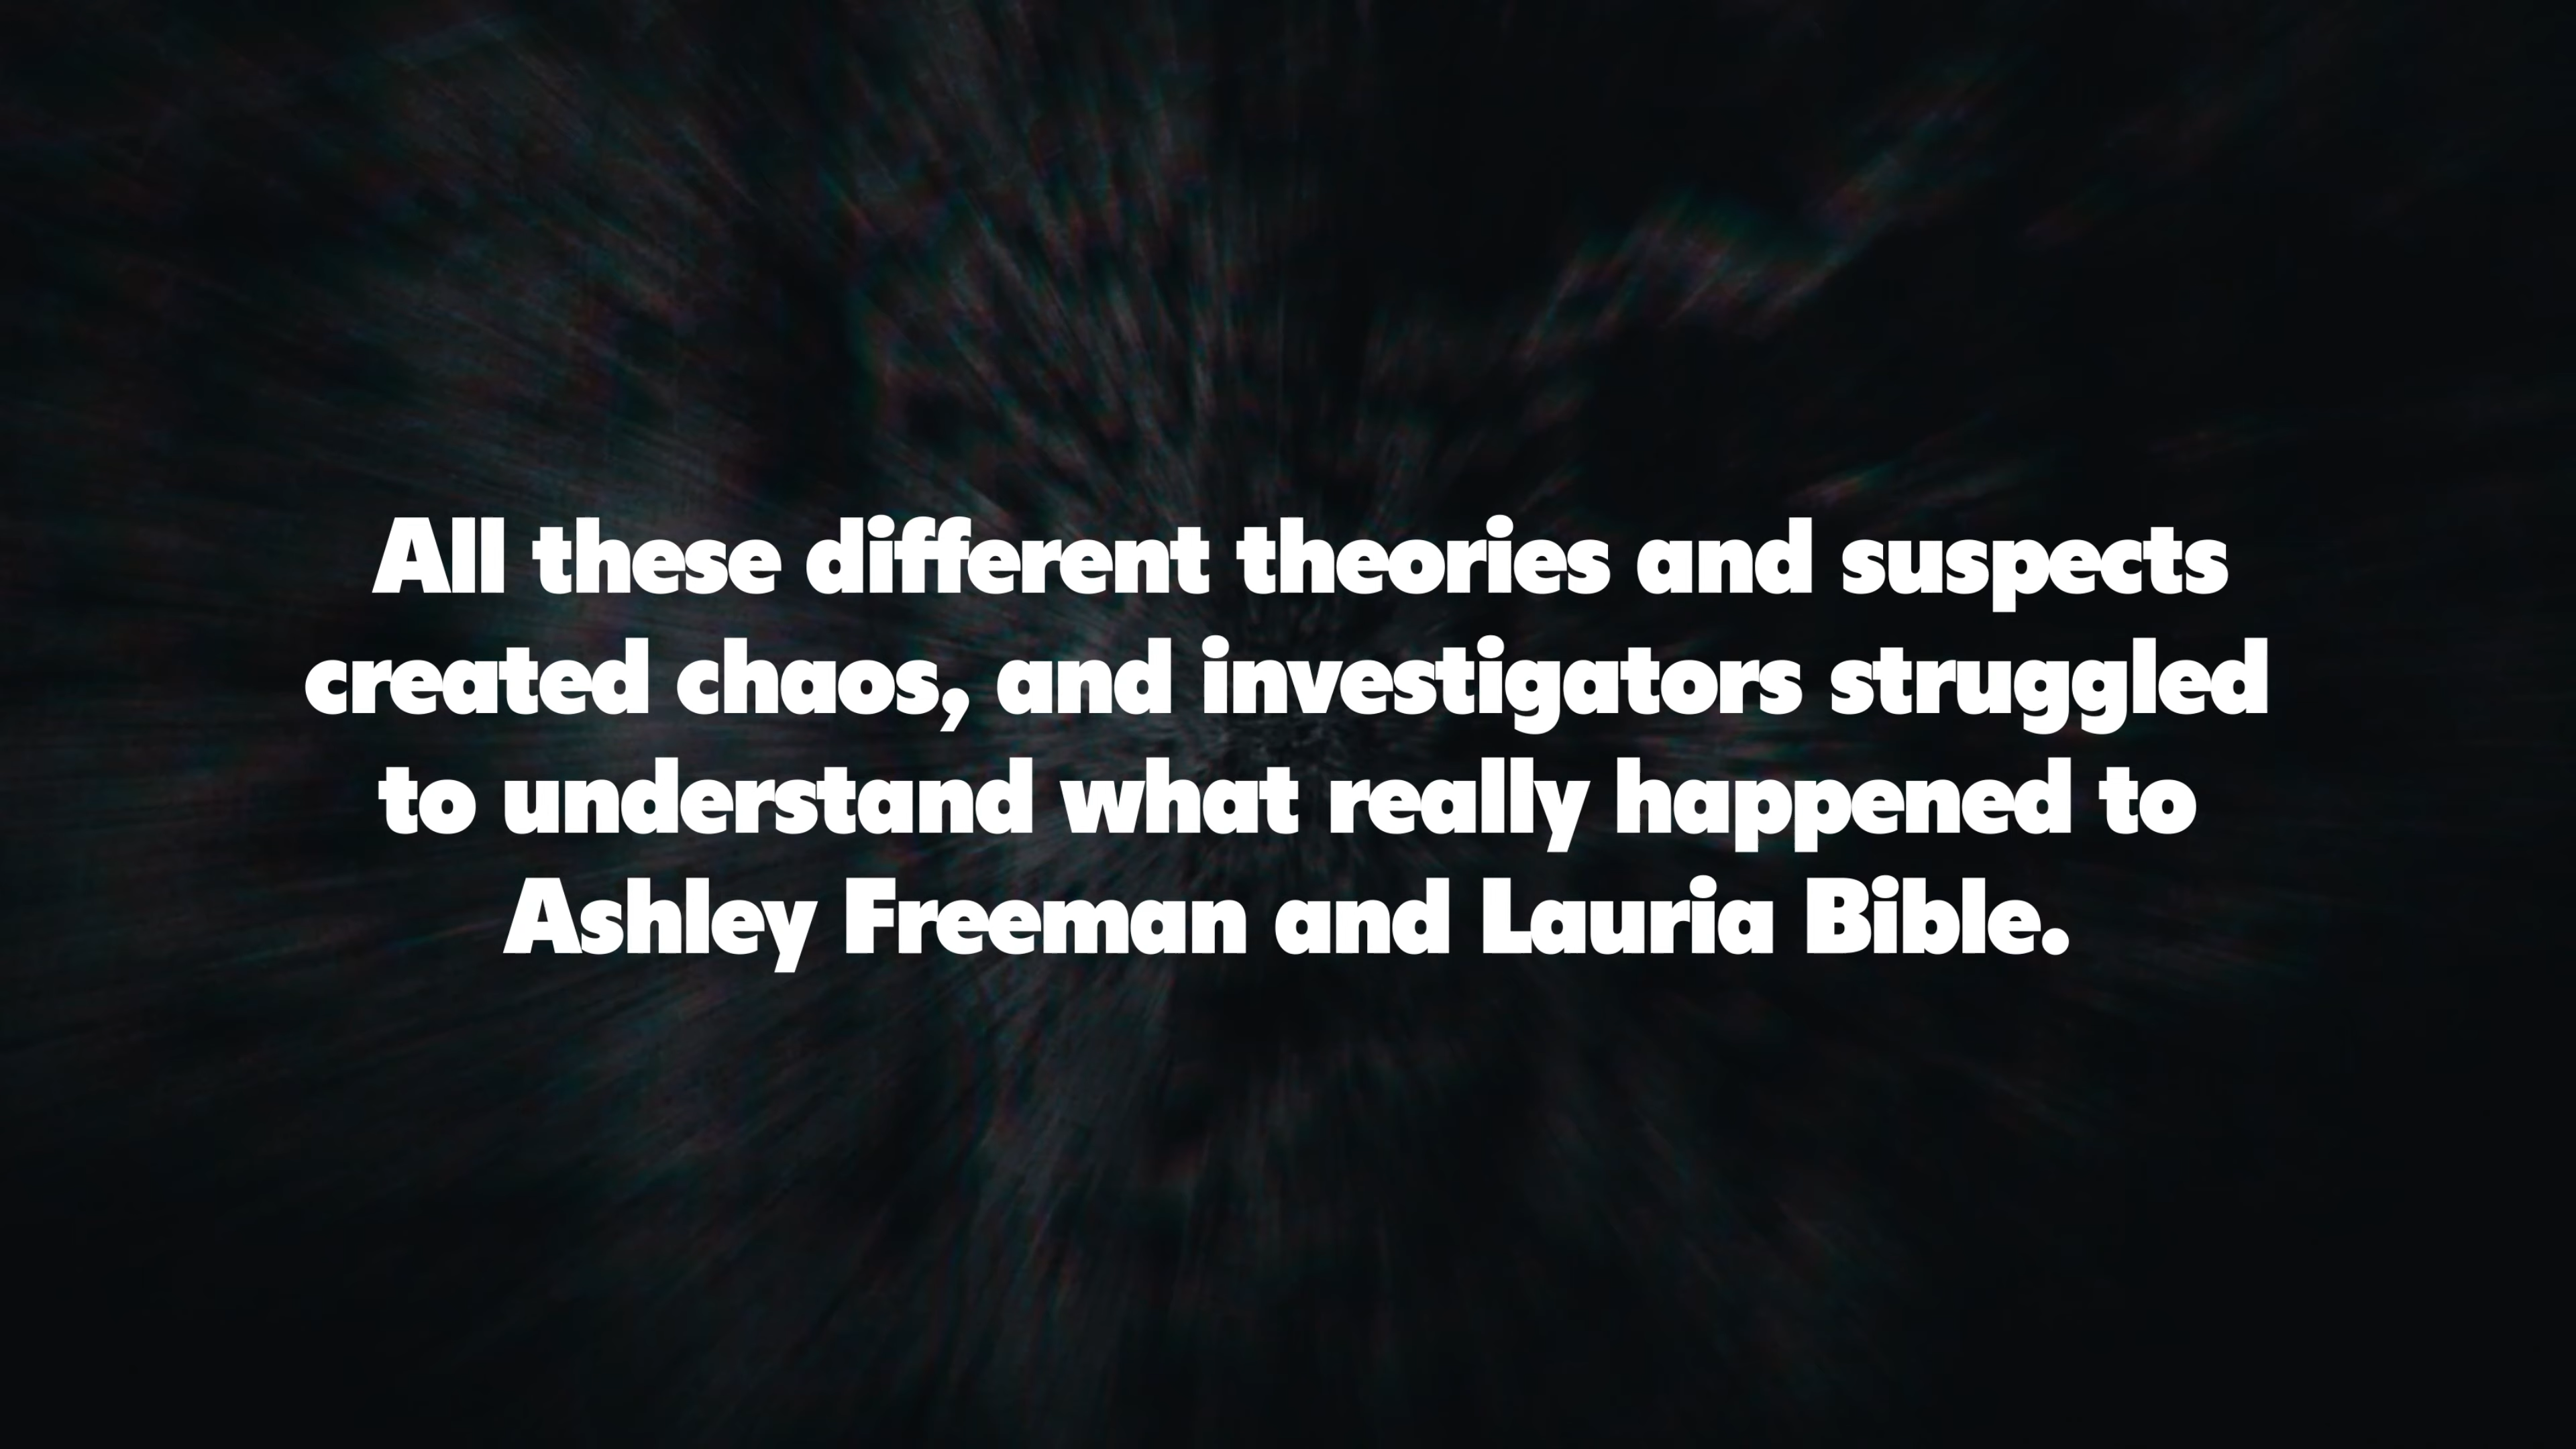 All these different theories and suspects
created chaos, and investigators struggled
to understand what really happened to
Ashley Freeman and Lauria Bible.